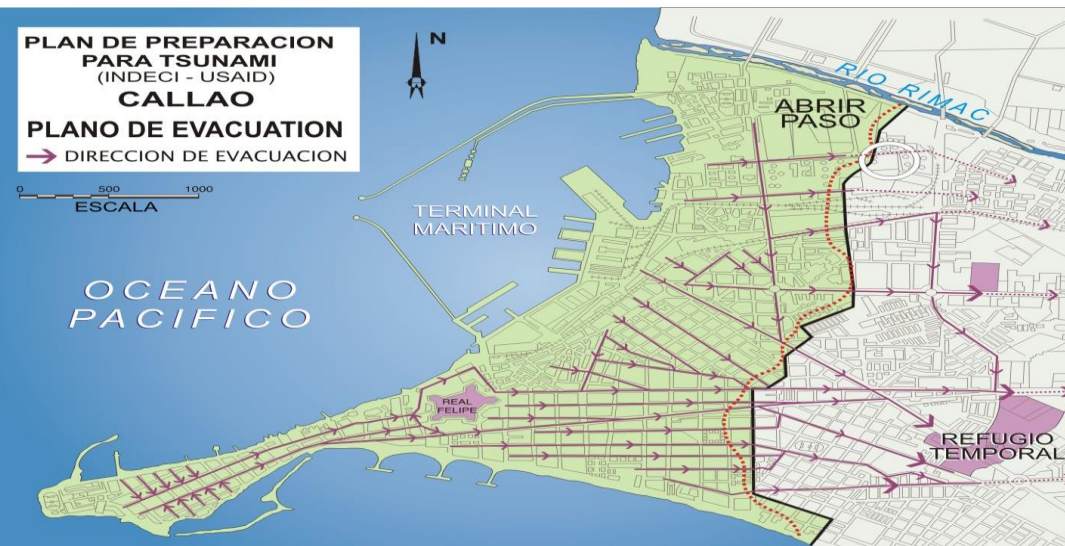 PLAN DE PREPARACION
PARA TSUNAMI
(INDECI - USAID)
CALLAO
PLANO DE EVACUATION
DIRECCION DE EVACUACION
0 500 1000
ESCALA
N
RIO RIMAC
ABRIR
PASO
TERMINAL
MARITIMO
OCEANO
PACIFICO
REAL
FELIPE
REFUGIO
TEMPORAL